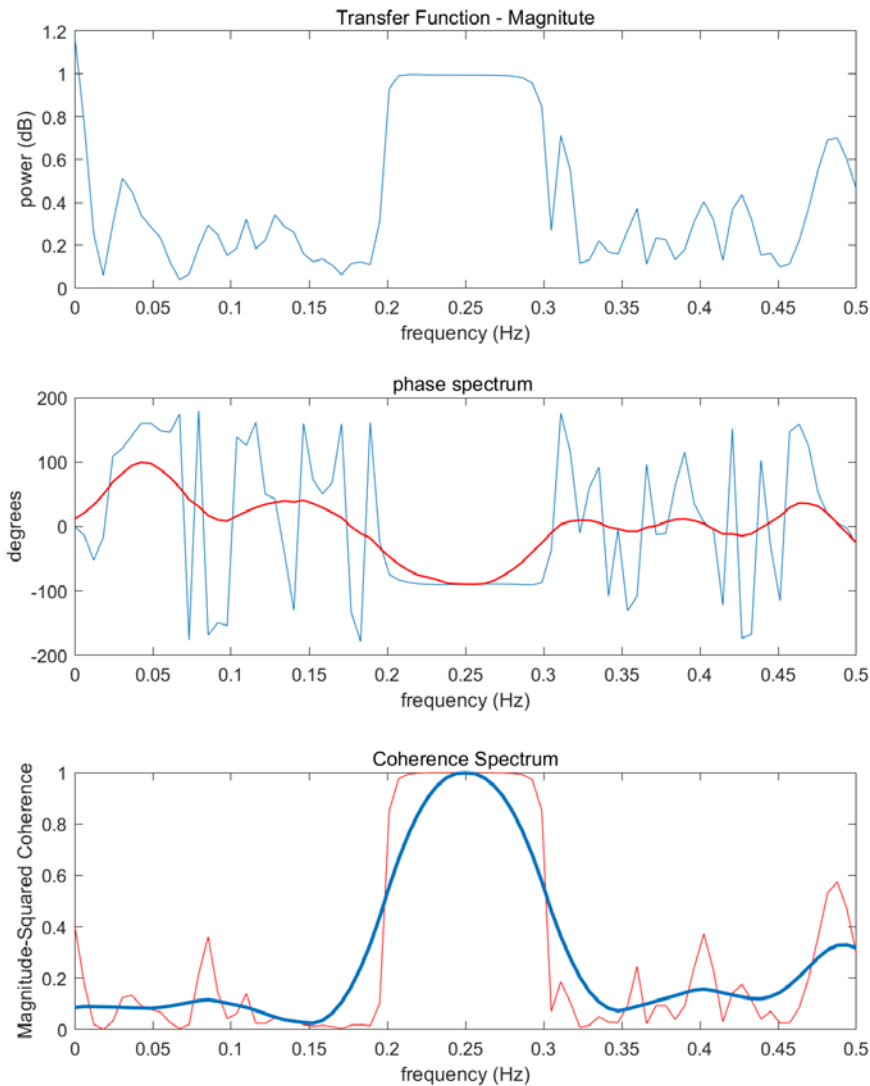 Transfer Function - Magnitute
power (dB)
1.2
1
0.8
0.6
0.4
0.2
0
0 0.05 0.1 0.15 0.2 0.25 0.3 0.35 0.4 0.45 0.5
frequency (Hz)
phase spectrum
degrees
200
100
0
-100
-200
0 0.05 0.1 0.15 0.2 0.25 0.3 0.35 0.4 0.45 0.5
frequency (Hz)
Coherence Spectrum
Magnitude-Squared Coherence
1
0.8
0.6
0.4
0.2
0
0 0.05 0.1 0.15 0.2 0.25 0.3 0.35 0.4 0.45 0.5
frequency (Hz)